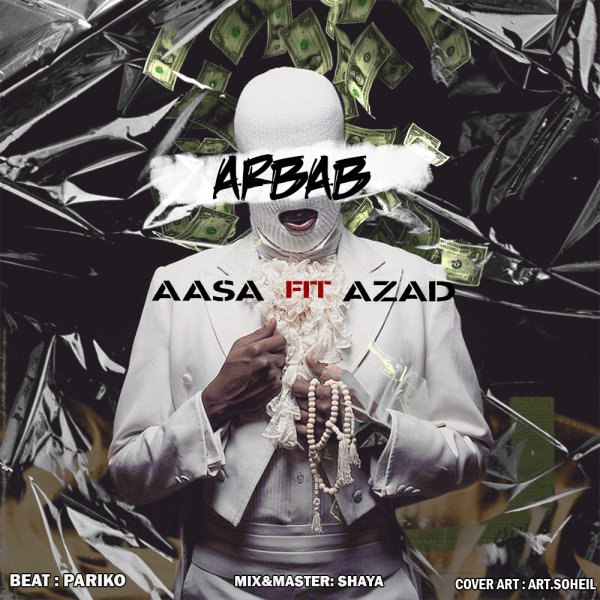 ARBAB
AASA FIT AZAD
BEAT : PARIKO
MIX&MASTER: SHAYA
COVER ART : ART.SOHEIL